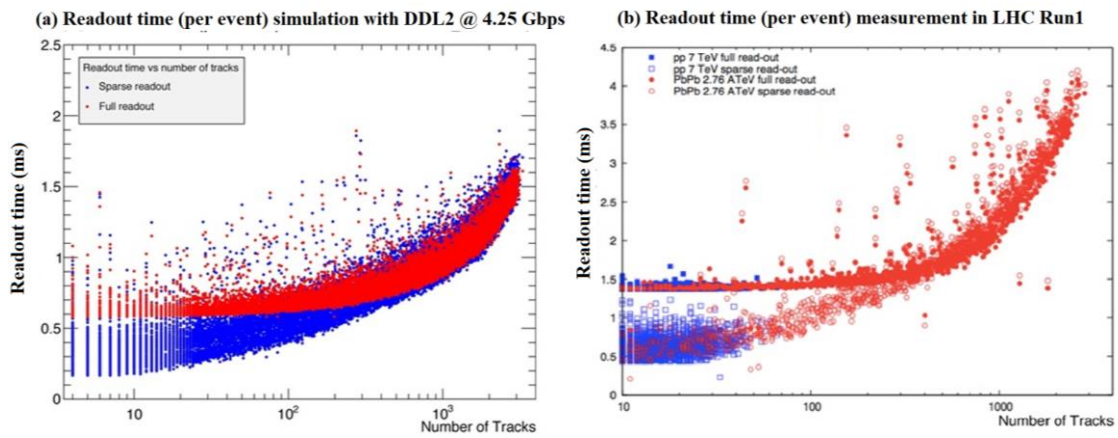 (a) Readout time (per event) simulation with DDL2 @ 4.25 Gbps
2.5
2
1.5
1
0.5
0
Readout time (ms)
Readout time vs number of tracks
Sparse readout
Full readout
10
10²
10³
Number of Tracks
(b) Readout time (per event) measurement in LHC Run1
4.5
4
3.5
3
2.5
2
1.5
1
0.5
0
Readout time (ms)
pp 7 TeV full read-out
pp 7 TeV sparse read-out
PbPb 2.76 ATeV full read-out
PbPb 2.76 ATeV sparse read-out
10
100
1000
Number of Tracks